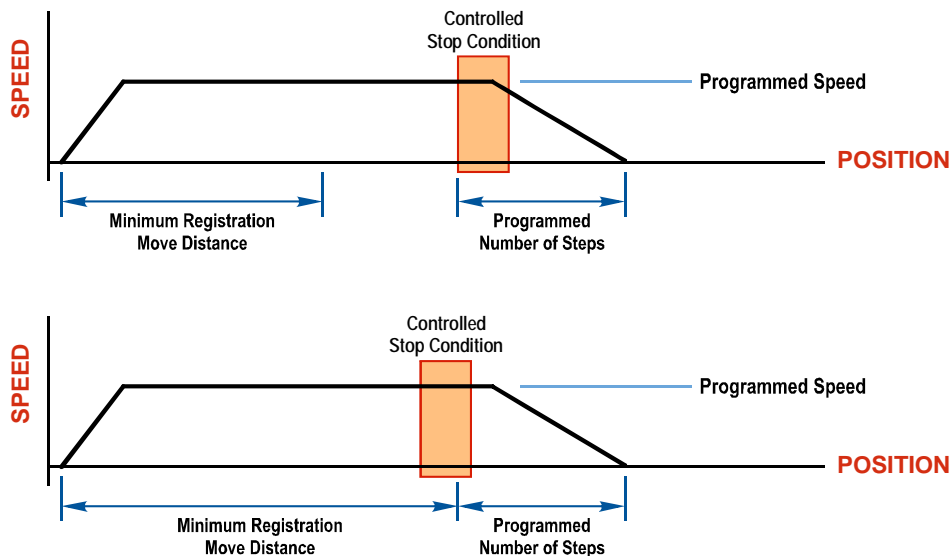 Controlled
Stop Condition
SPEED
Programmed Speed
POSITION
Minimum Registration
Move Distance
Programmed
Number of Steps
Controlled
Stop Condition
SPEED
Programmed Speed
POSITION
Minimum Registration
Move Distance
Programmed
Number of Steps